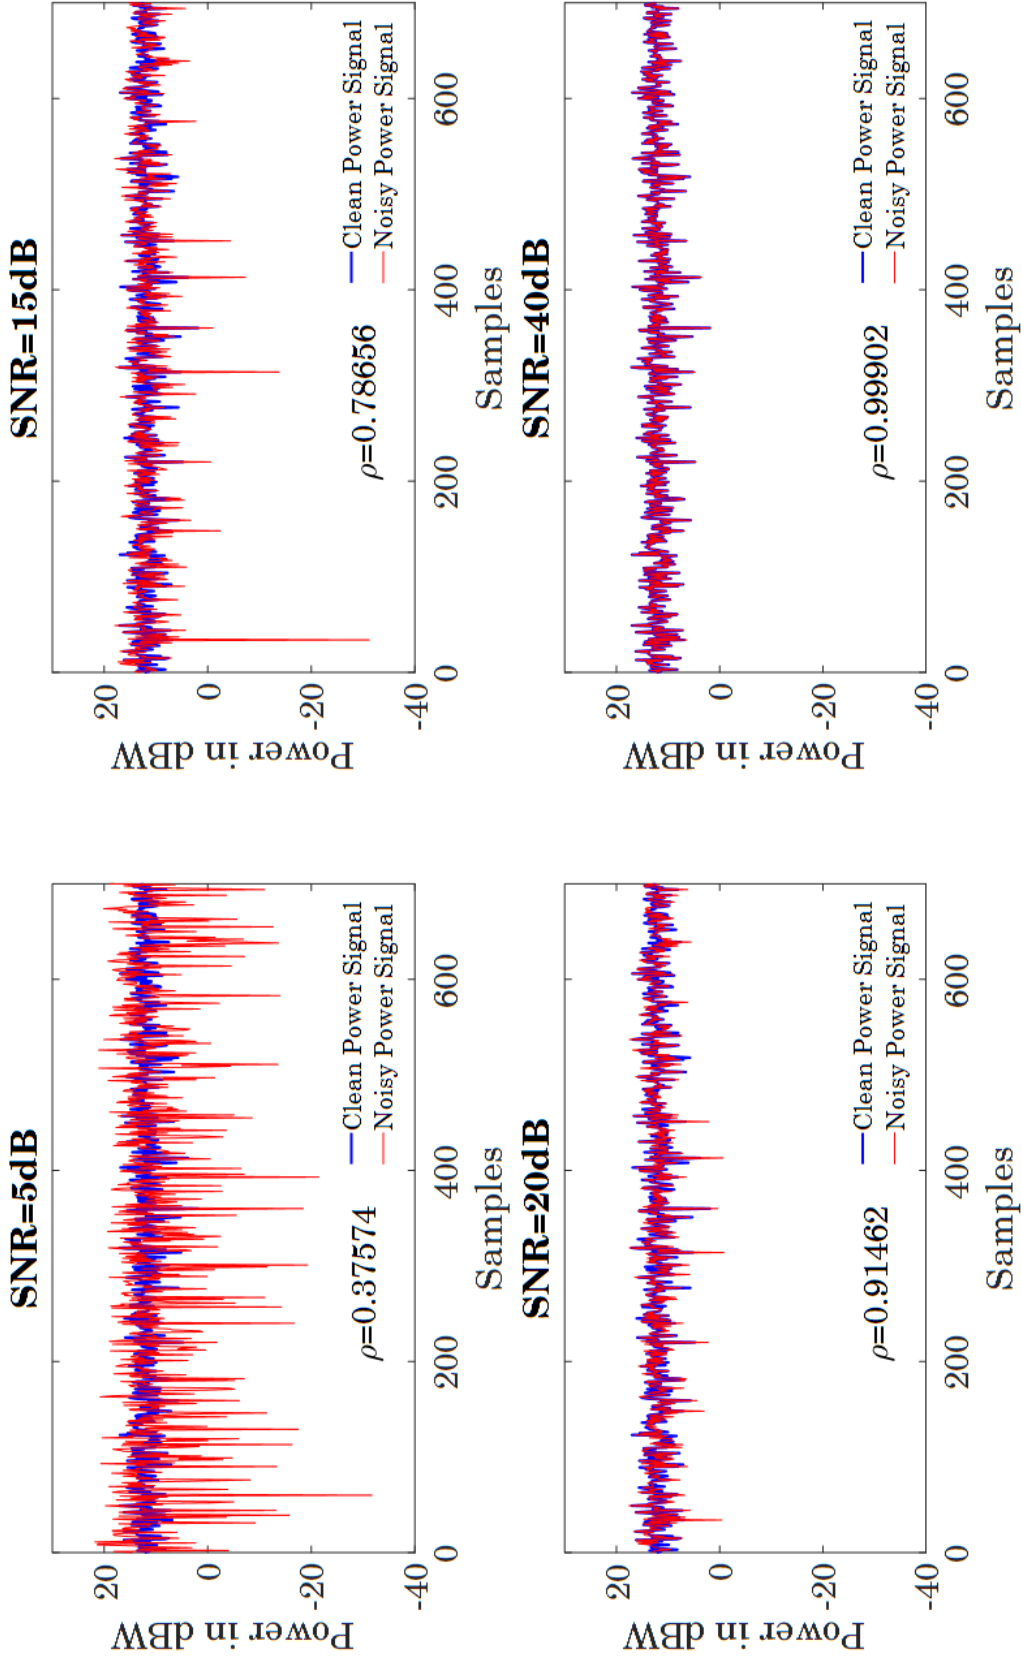 SNR=5dB
20
0
-20
-40
Power in dBW
0
200
400
600
Samples
ρ=0.37574
Clean Power Signal
Noisy Power Signal
SNR=15dB
20
0
-20
-40
Power in dBW
0
200
400
600
Samples
ρ=0.78656
Clean Power Signal
Noisy Power Signal
SNR=20dB
20
0
-20
-40
Power in dBW
0
200
400
600
Samples
ρ=0.91462
Clean Power Signal
Noisy Power Signal
SNR=40dB
20
0
-20
-40
Power in dBW
0
200
400
600
Samples
ρ=0.99902
Clean Power Signal
Noisy Power Signal